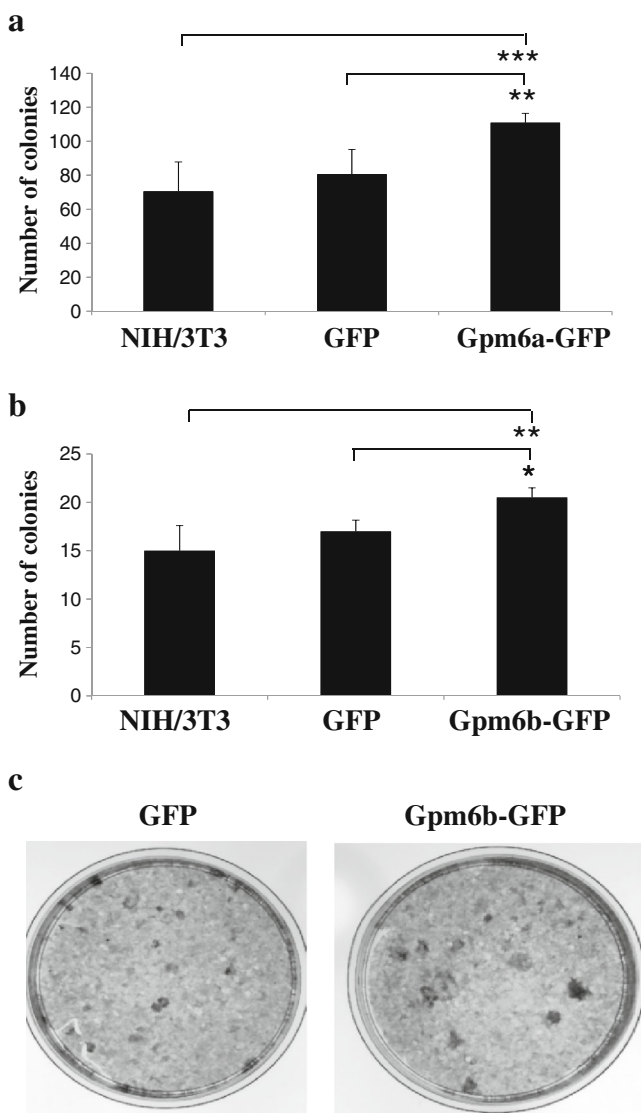 a
***
**
140
120
100
80
60
40
20
0
Number of colonies
NIH/3T3 GFP Gpm6a-GFP
b
**
*
25
20
15
10
5
0
Number of colonies
NIH/3T3 GFP Gpm6b-GFP
c
GFP Gpm6b-GFP